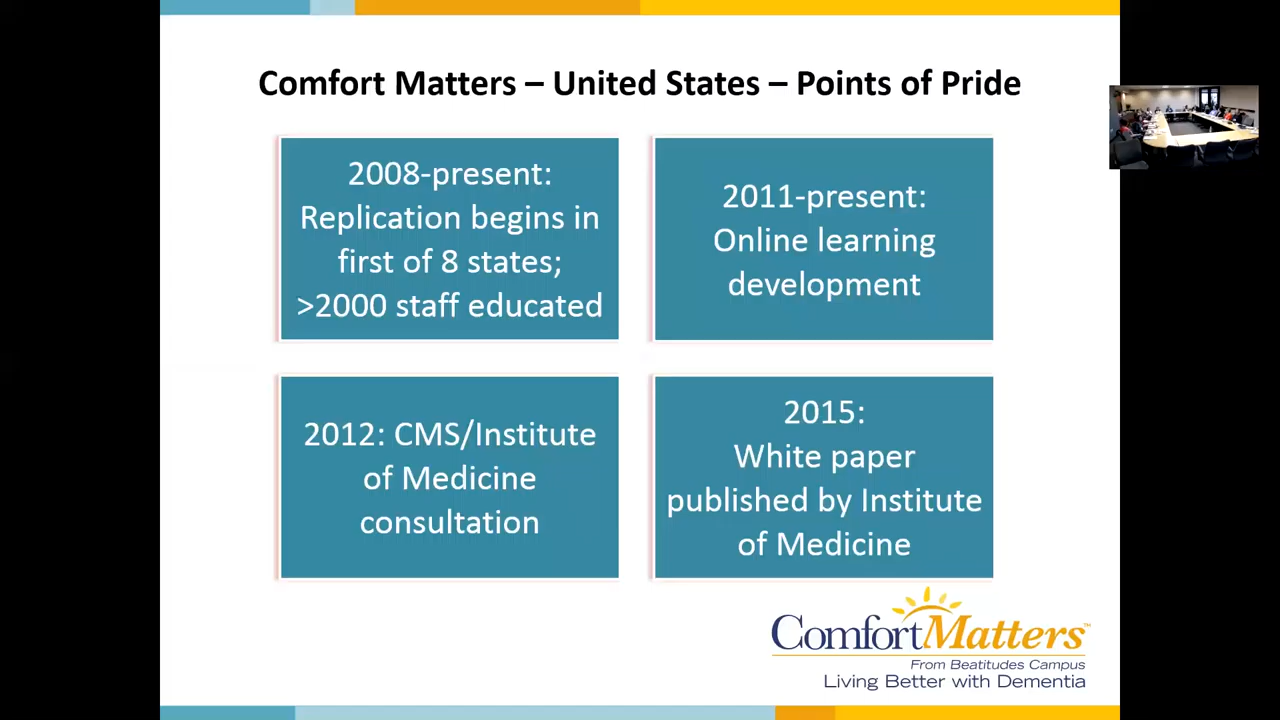 Comfort Matters – United States – Points of Pride
2008-present:
Replication begins in
first of 8 states;
>2000 staff educated
2011-present:
Online learning
development
2012: CMS/Institute
of Medicine
consultation
2015:
White paper
published by Institute
of Medicine
ComfortMatters™
From Beatitudes Campus
Living Better with Dementia